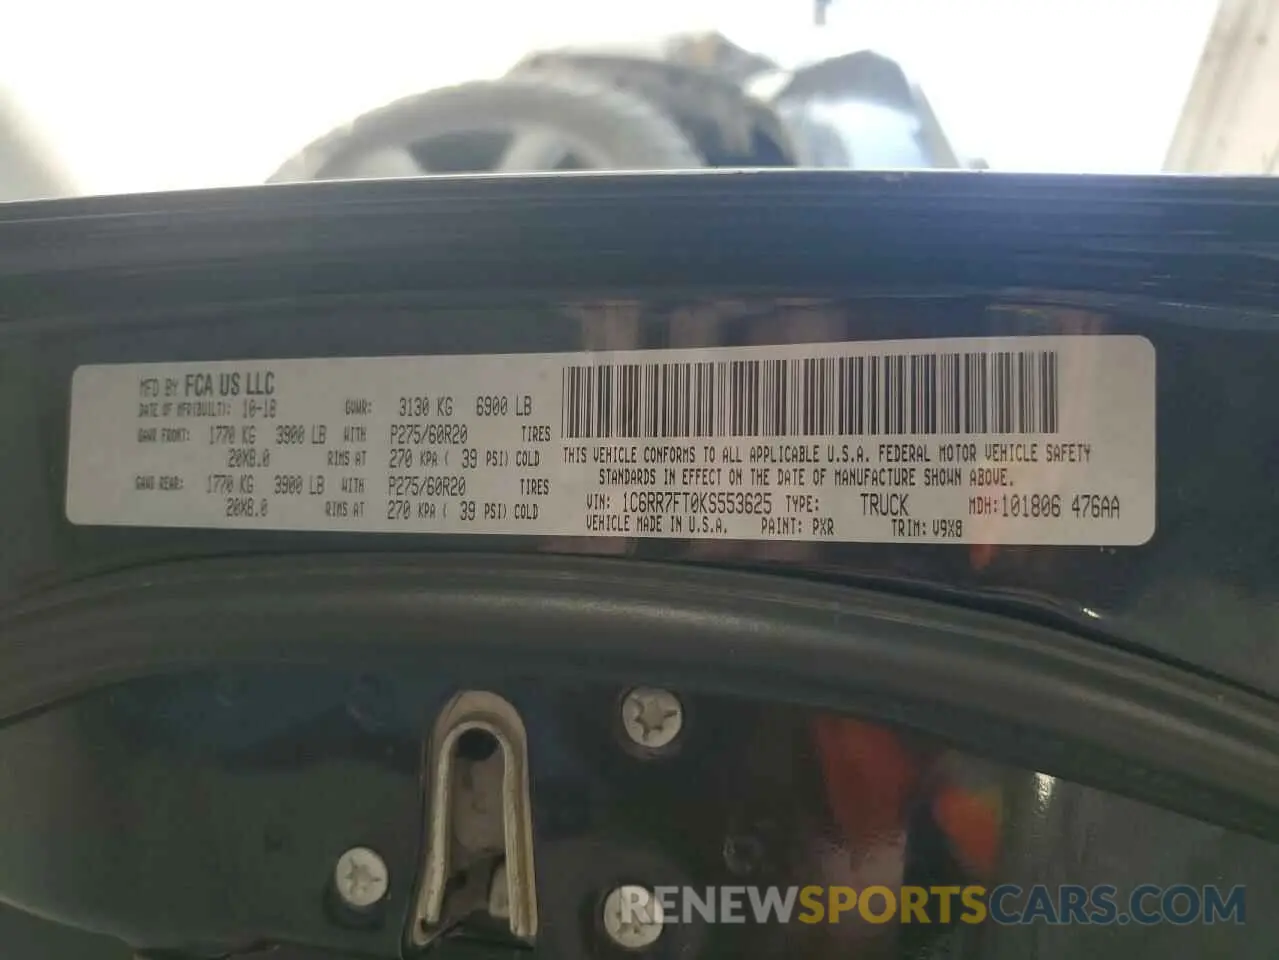 MFD BY FCA US LLC
DATE OF MFR(BUILT): 10-18 GVWR: 3130 KG 6900 LB
GAWR FRONT: 1770 KG 3900 LB WITH P275/60R20 TIRES
20X8.0 RIMS AT 270 KPA ( 39 PSI) COLD
GAWR REAR: 1770 KG 3900 LB WITH P275/60R20 TIRES
20X8.0 RIMS AT 270 KPA ( 39 PSI) COLD
THIS VEHICLE CONFORMS TO ALL APPLICABLE U.S.A. FEDERAL MOTOR VEHICLE SAFETY
STANDARDS IN EFFECT ON THE DATE OF MANUFACTURE SHOWN ABOVE.
VIN: 1C6RR7FT0KS553625 TYPE: TRUCK MDH: 101806 476AA
VEHICLE MADE IN U.S.A. PAINT: PXR TRIM: V9X8
RENEWSPORTSCARS.COM